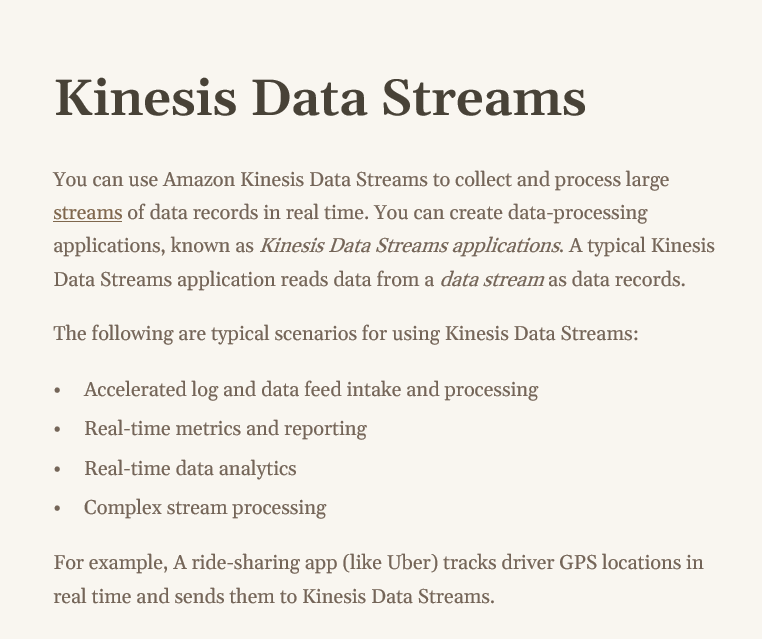 Kinesis Data Streams
You can use Amazon Kinesis Data Streams to collect and process large
streams of data records in real time. You can create data-processing
applications, known as Kinesis Data Streams applications. A typical Kinesis
Data Streams application reads data from a data stream as data records.
The following are typical scenarios for using Kinesis Data Streams:
• Accelerated log and data feed intake and processing
• Real-time metrics and reporting
• Real-time data analytics
• Complex stream processing
For example, A ride-sharing app (like Uber) tracks driver GPS locations in
real time and sends them to Kinesis Data Streams.